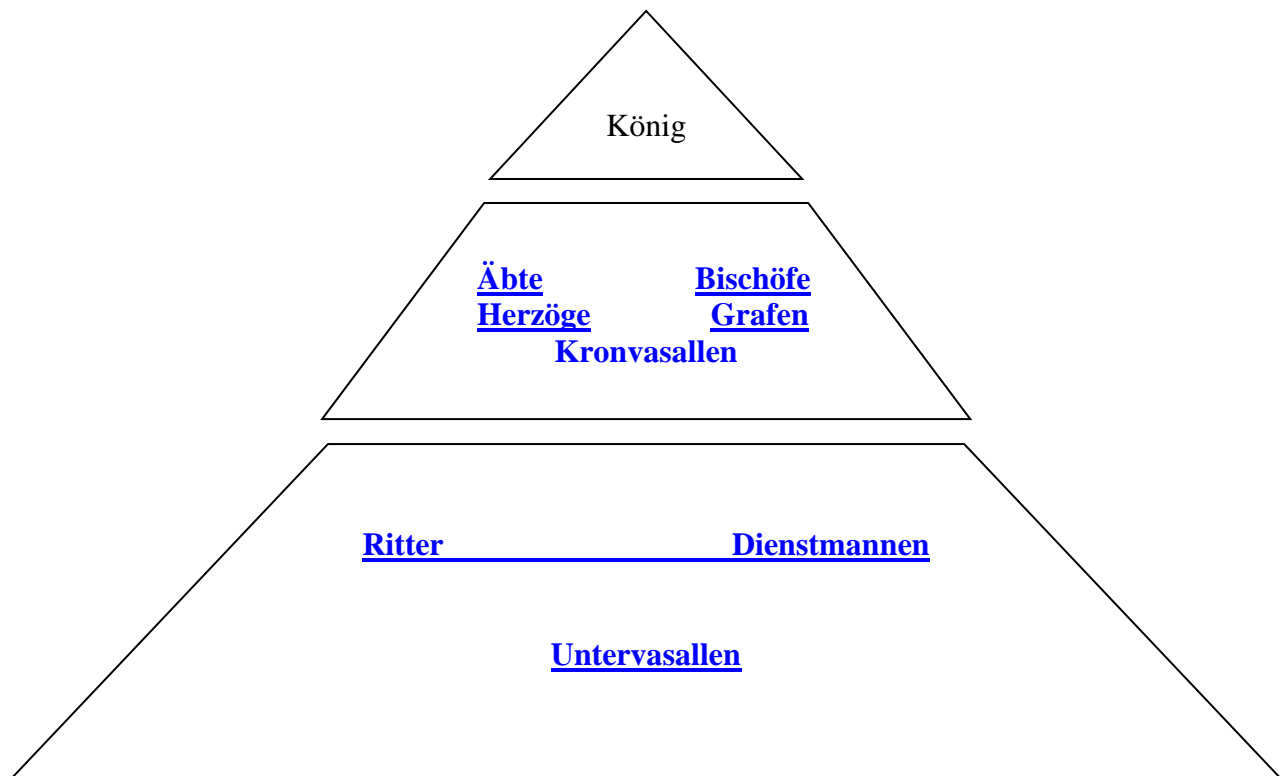 König
Äbte Bischöfe
Herzöge Grafen
Kronvasallen
Ritter Dienstmannen
Untervasallen